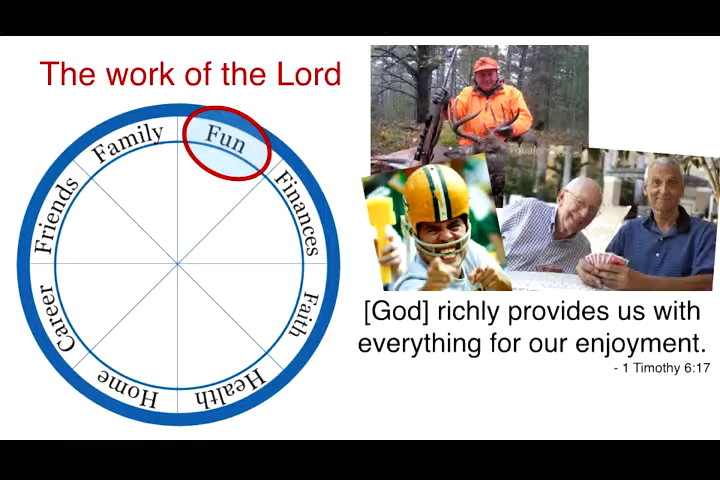 The work of the Lord
Family
Fun
Finances
Faith
Health
Home
Career
Friends
[God] richly provides us with
everything for our enjoyment.
- 1 Timothy 6:17